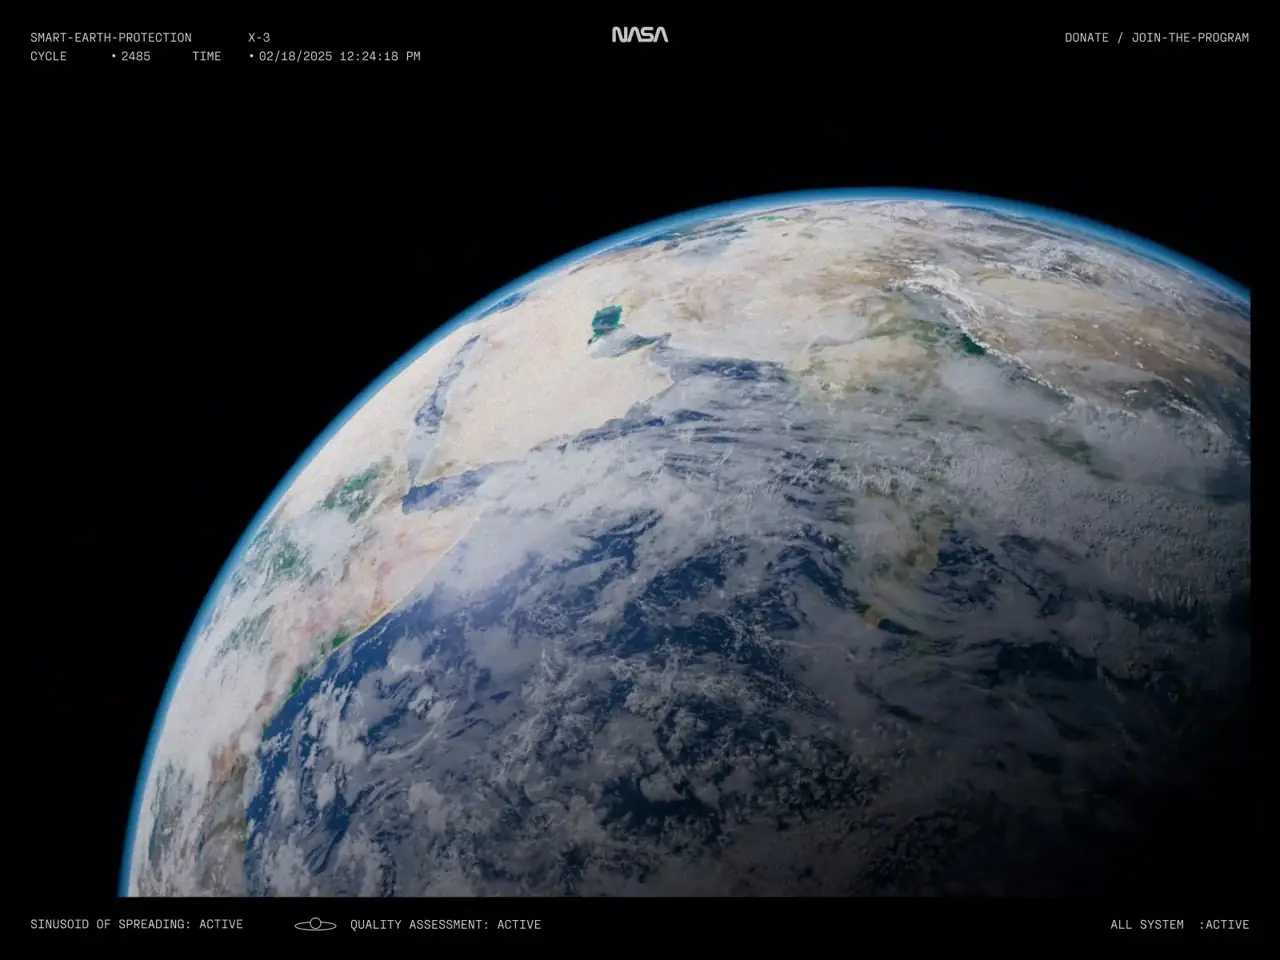 SMART-EARTH-PROTECTION X-3
CYCLE • 2485 TIME • 02/18/2025 12:24:18 PM
NASA
DONATE / JOIN-THE-PROGRAM
SINUSOID OF SPREADING: ACTIVE
QUALITY ASSESSMENT: ACTIVE
ALL SYSTEM :ACTIVE